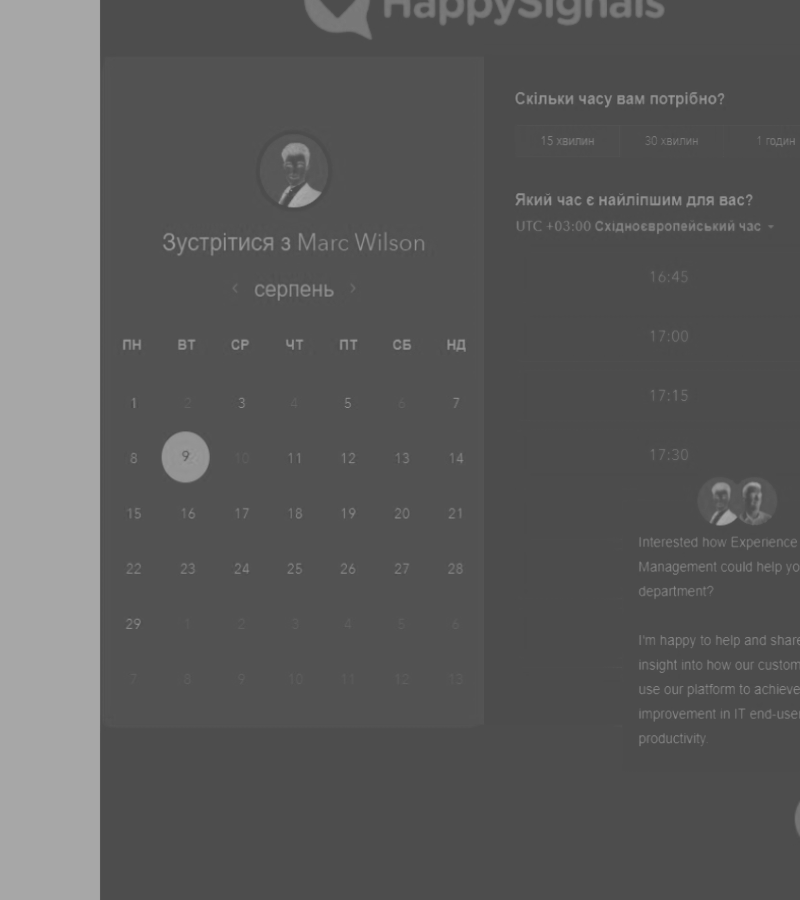 HappySignals
Зустрітися з Marc Wilson
‹ серпень ›
ПН ВТ СР ЧТ ПТ СБ НД
1 2 3 4 5 6 7
8 9 10 11 12 13 14
15 16 17 18 19 20 21
22 23 24 25 26 27 28
29 1 2 3 4 5 6
7 8 9 10 11 12 13
Скільки часу вам потрібно?
15 хвилин 30 хвилин 1 годин
Який час є найліпшим для вас?
UTC +03:00 Східноєвропейський час
16:45
17:00
17:15
17:30
Interested how Experience
Management could help yo
department?
I'm happy to help and share
insight into how our custom
use our platform to achieve
improvement in IT end-user
productivity.